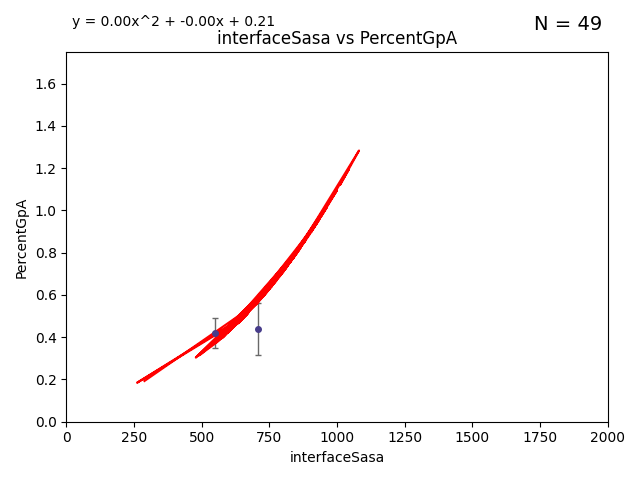 y = 0.00x^2 + -0.00x + 0.21
N = 49
interfaceSasa vs PercentGpA
PercentGpA
1.6
1.4
1.2
1.0
0.8
0.6
0.4
0.2
0.0
0 250 500 750 1000 1250 1500 1750 2000
interfaceSasa